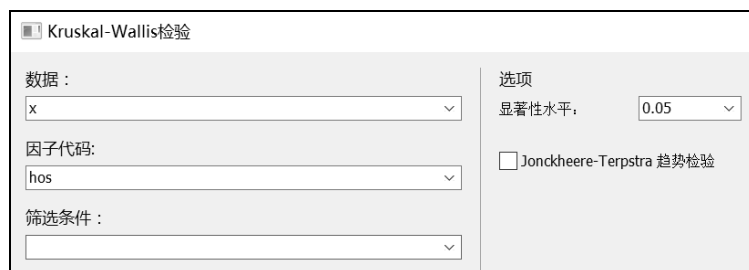 Kruskal-Wallis检验
数据：
x
因子代码:
hos
筛选条件：
选项
显著性水平：
0.05
Jonckheere-Terpstra 趋势检验